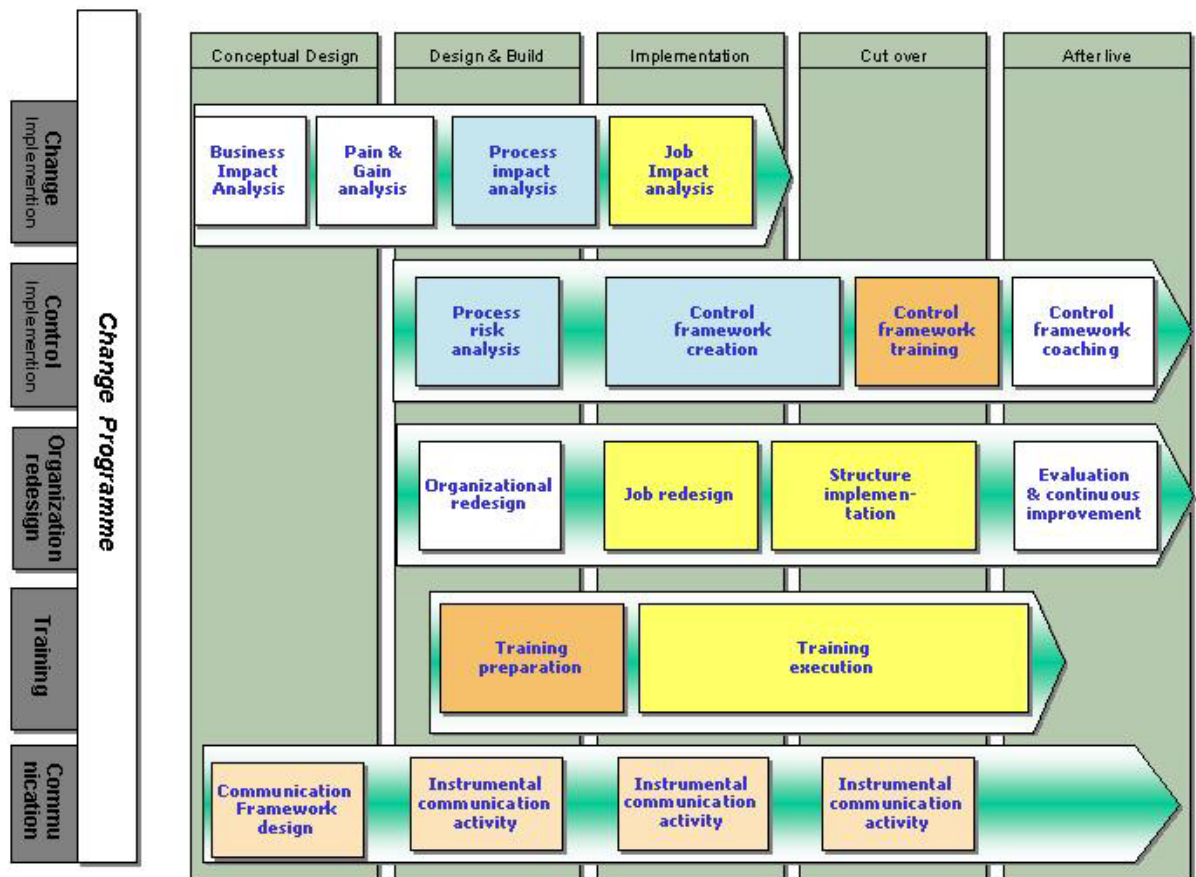 Conceptual Design
Design & Build
Implementation
Cut over
After live
Change Programme
Change
Implemention
Business
Impact
Analysis
Pain &
Gain
analysis
Process
impact
analysis
Job
Impact
analysis
Control
Implemention
Process
risk
analysis
Control
framework
creation
Control
framework
training
Control
framework
coaching
Organization
redesign
Organizational
redesign
Job redesign
Structure
implemen-
tation
Evaluation
& continuous
improvement
Training
Training
preparation
Training
execution
Commu
nication
Communication
Framework
design
Instrumental
communication
activity
Instrumental
communication
activity
Instrumental
communication
activity